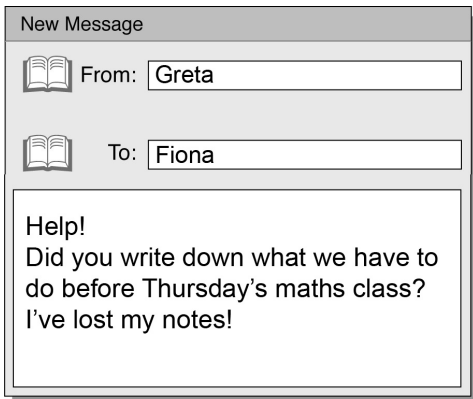 New Message
From: Greta
To: Fiona
Help!
Did you write down what we have to
do before Thursday’s maths class?
I’ve lost my notes!